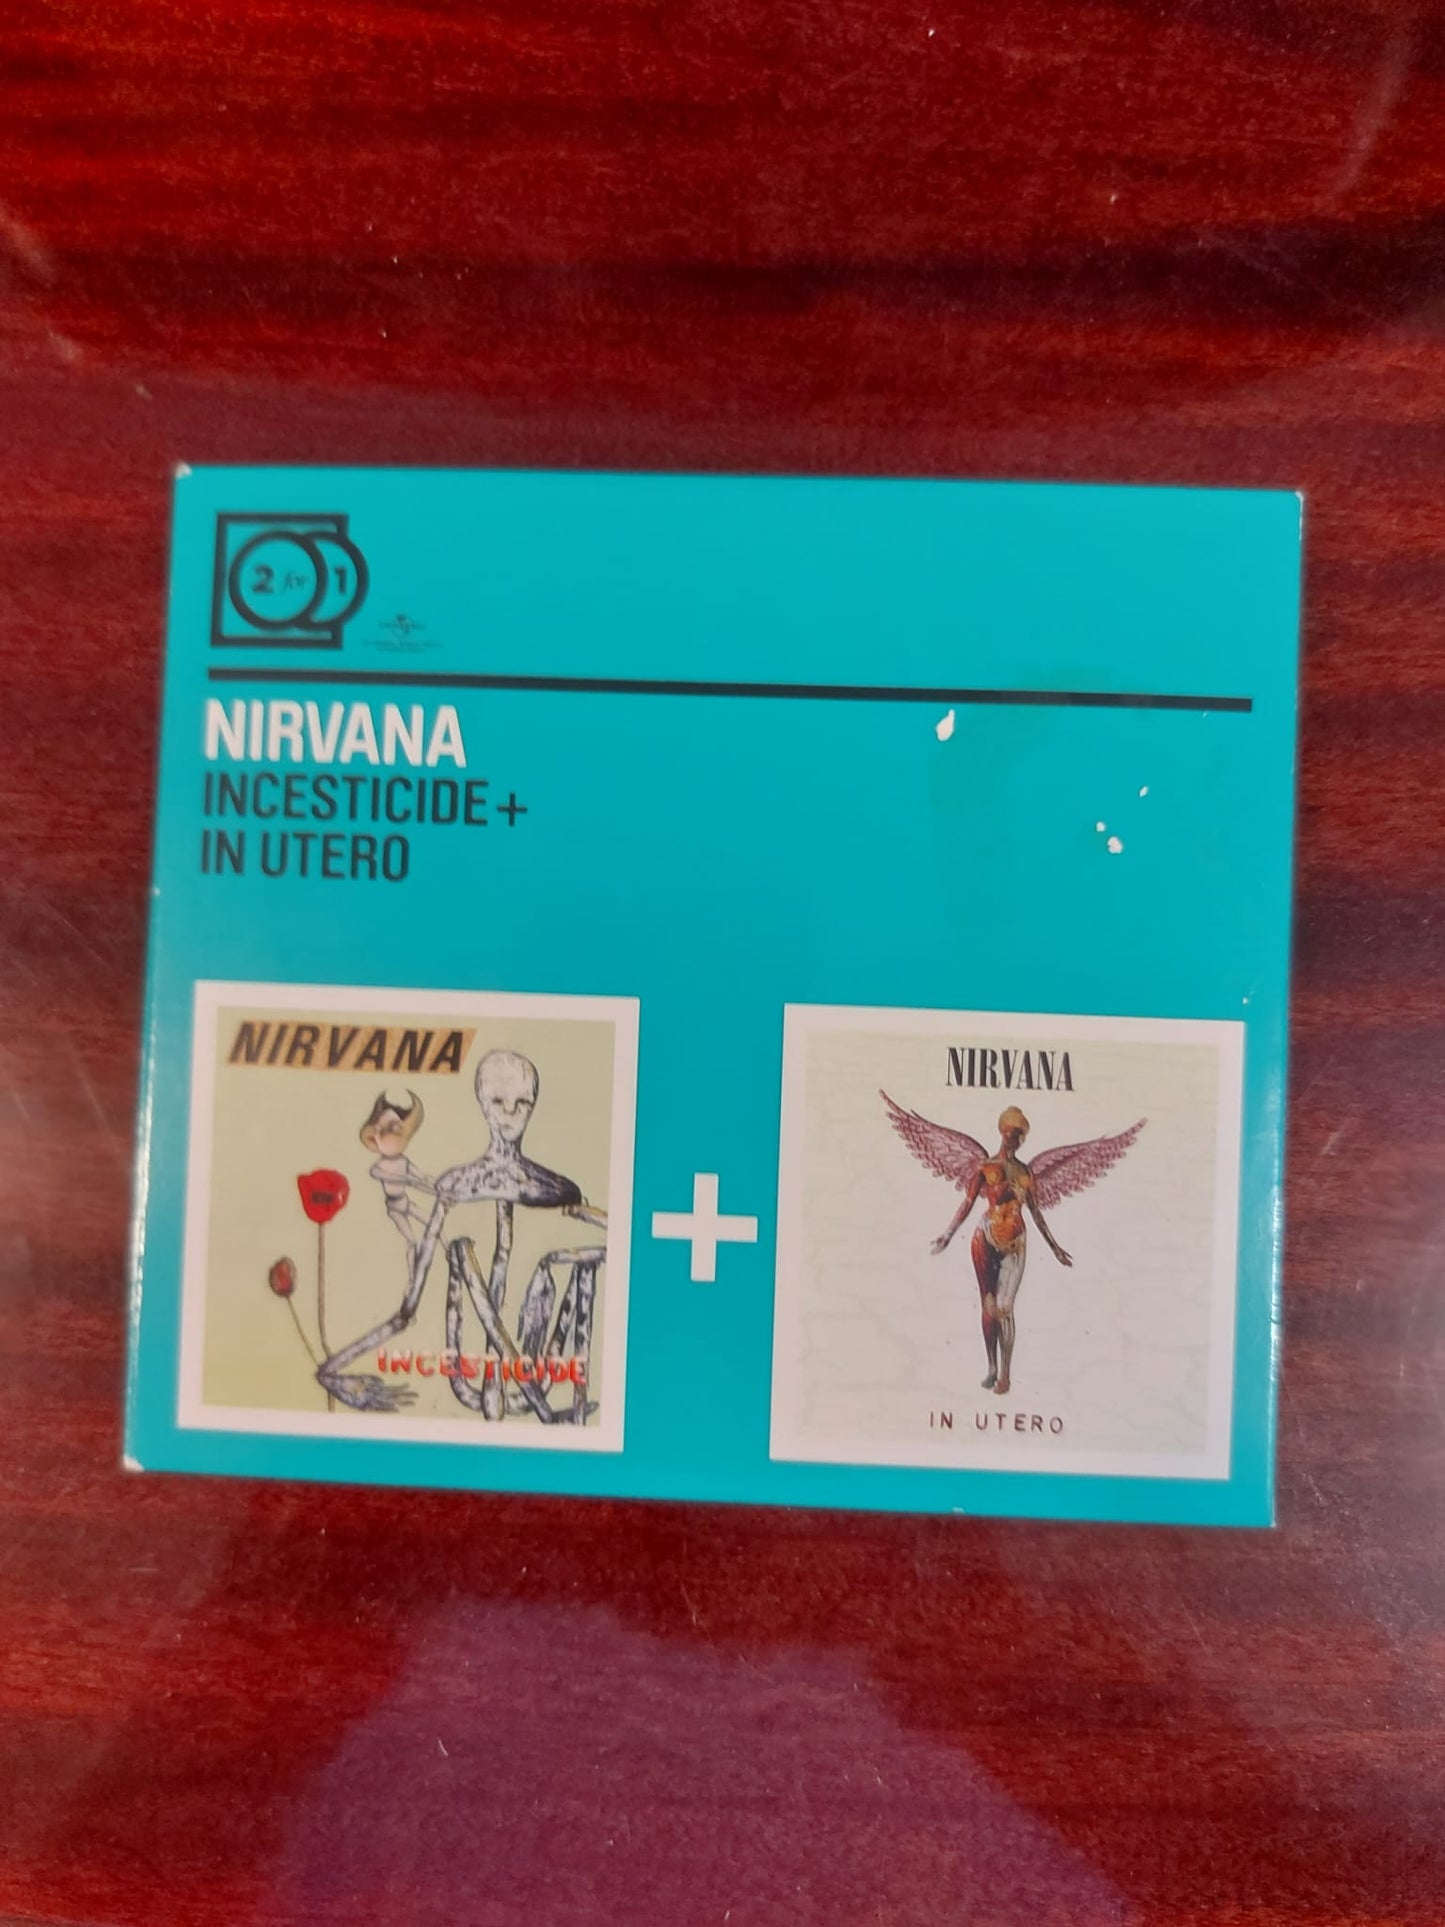 2 for 1
NIRVANA
INCESTICIDE +
IN UTERO
NIRVANA
INCESTICIDE
+
NIRVANA
IN UTERO